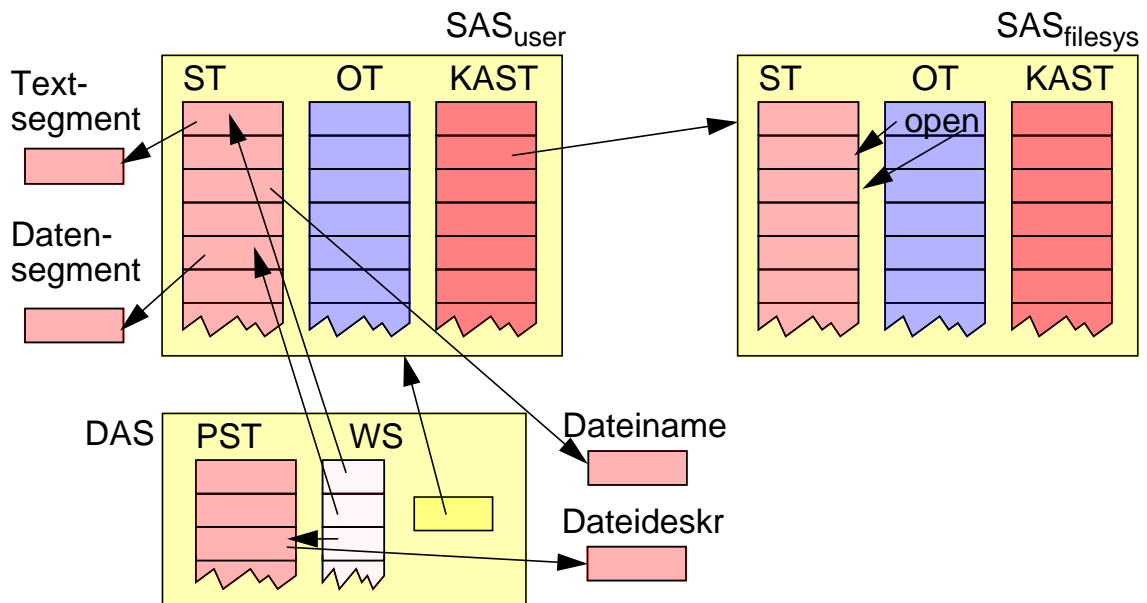 SASuser
SASfilesys
Text-
segment
ST
OT
KAST
ST
OT
KAST
open
Daten-
segment
DAS
PST
WS
Dateiname
Dateideskr